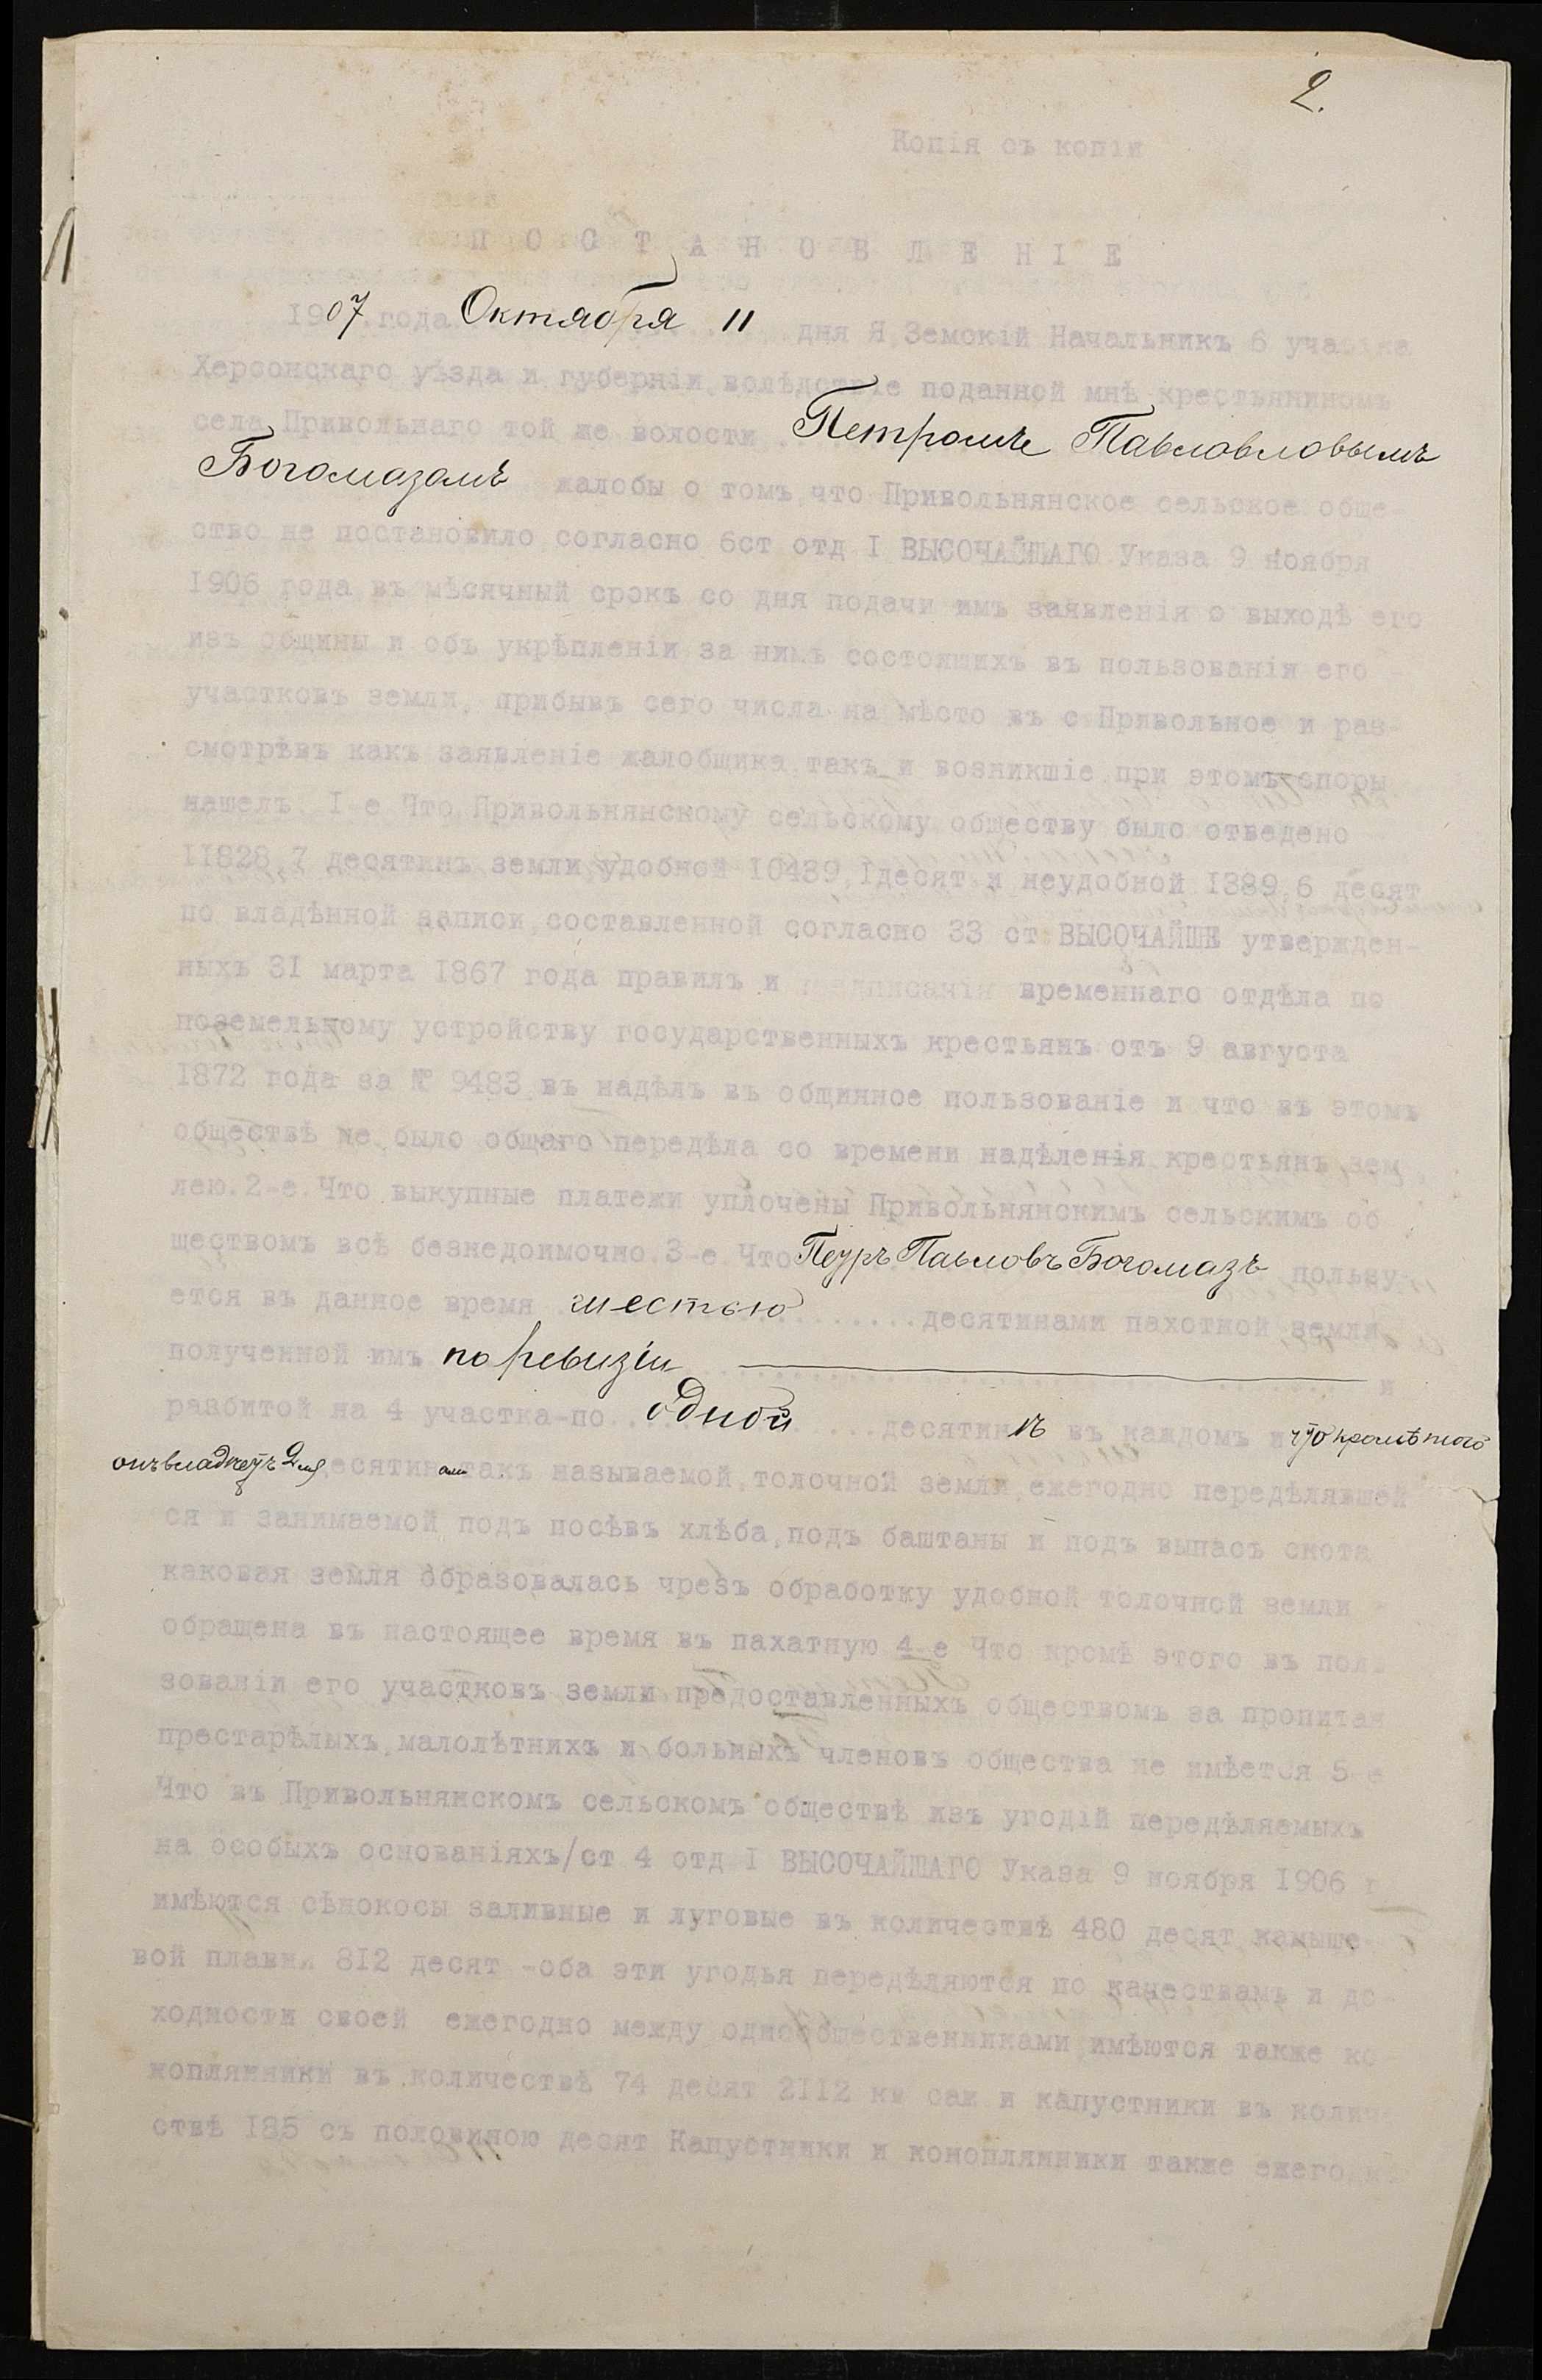 2.
Копія съ копіи
ПОСТАНОВЛЕНІЕ
1907 года Октября 11 дня Я Земскій Начальникъ 6 участка
Херсонскаго уѣзда и губерніи, вслѣдствіе поданной мнѣ крестьяниномъ
села Привольнаго той же волости Петромъ Павловловымъ
Богомазомъ жалобы о томъ, что Привольнянское сельское обще-
ство не постановило согласно 6ст отд I ВЫСОЧАЙШАГО Указа 9 ноября
1906 года въ мѣсячный срокъ со дня подачи имъ заявленія о выходѣ его
изъ общины и объ укрѣпленіи за нимъ состоящихъ въ пользованіи его
участковъ земли, прибывъ сего числа на мѣсто въ с Привольное и раз-
смотрѣвъ какъ заявленіе жалобщика, такъ и возникшіе при этомъ споры
нашелъ I-е Что Привольнянскому сельскому обществу было отведено
11828,7 десятинъ земли удобной 10439,1десят и неудобной 1389,6 десят
по владѣнной записи, составленной согласно 33 ст ВЫСОЧАЙШЕ утвержден-
ныхъ 31 марта 1867 года правилъ и временнаго отдѣла по
поземельному устройству государственныхъ крестьянъ отъ 9 августа
1872 года за № 9483 въ надѣлъ въ общинное пользованіе и что въ этомъ
обществѣ не было общаго передѣла со времени надѣленія крестьянъ зем
лею. 2-е Что выкупные платежи уплочены Привольнянскимъ сельскимъ об
ществомъ всѣ безнедоимочно 3-е Что Петръ Павловъ Богомазъ пользу
ется въ данное время шестью десятинами пахотной земли
полученной имъ по ревизіи и
разбитой на 4 участка-по одной десятинѣ въ каждомъ и что кромѣ того
онъ владѣетъ 2мя десятинами такъ называемой, толочной земли, ежегодно передѣлявшей
ся и занимаемой подъ посѣвъ хлѣба, подъ баштаны и подъ выпасъ скота
каковая земля образовалась чрезъ обработку удобной толочной земли
обращена въ настоящее время въ пахатную 4-е Что кромѣ этого въ поль
зованіи его участковъ земли предоставленныхъ обществомъ за пропитан
престарѣлыхъ, малолѣтнихъ и больныхъ членовъ общества не имѣется 5-е
Что въ Привольнянскомъ сельскомъ обществѣ изъ угодій передѣляемыхъ
на особыхъ основаніяхъ/ст 4 отд I ВЫСОЧАЙШАГО Указа 9 ноября 1906 г
имѣются сѣнокосы заливные и луговые въ количествѣ 480 десят камыше
вой плавни 812 десят -оба эти угодья передѣляются по качествамъ и до-
ходности своей ежегодно между однообщественниками, имѣются также ко
коплянники въ количествѣ 74 десят 2112 кв саж и капустники въ количе
ствѣ 185 съ половиною десят Капустники и коноплянники также ежегодно